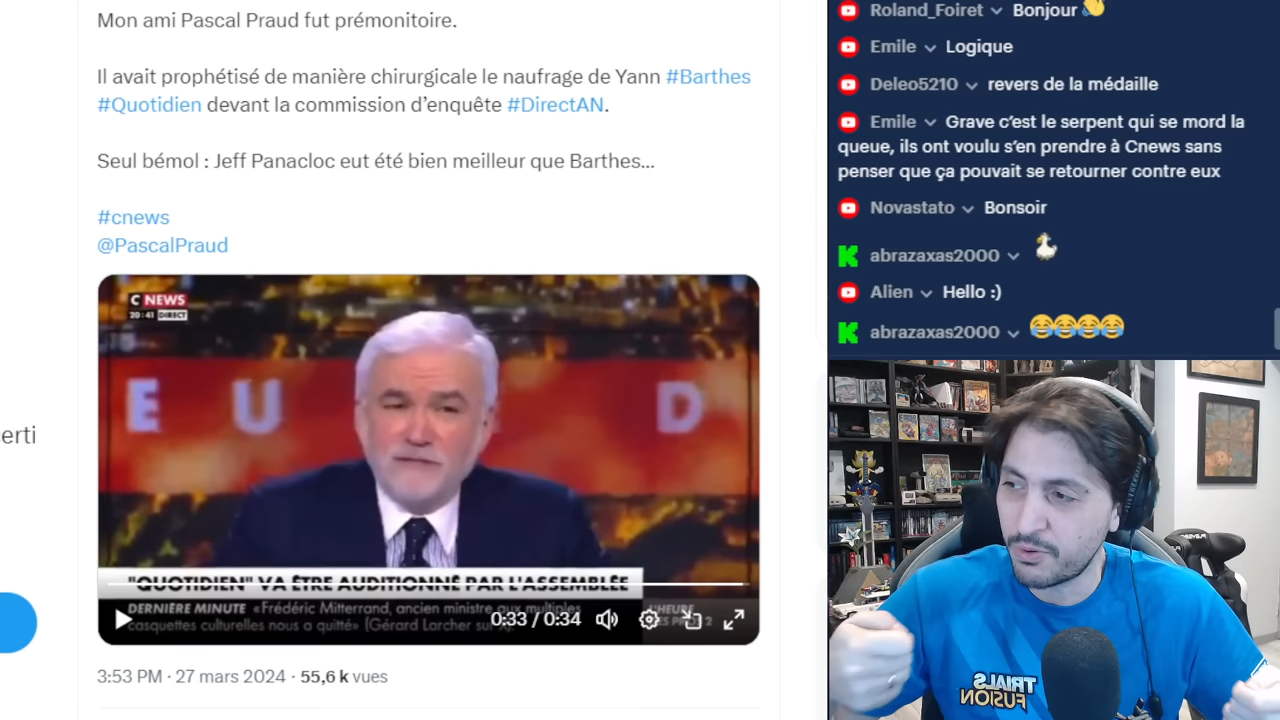 Mon ami Pascal Praud fut prémonitoire.
Il avait prophétisé de manière chirurgicale le naufrage de Yann #Barthes
#Quotidien devant la commission d'enquête #DirectAN.
Seul bémol : Jeff Panacloc eut été bien meilleur que Barthes...
#cnews
@PascalPraud
certi
C NEWS
20:41 DIRECT
E U D
"QUOTIDIEN" VA ÊTRE AUDITIONNÉ PAR L'ASSEMBLÉE
DERNIÈRE MINUTE «Frédéric Mitterrand, ancien ministre aux multiples
casquettes culturelles nous a quitté» (Gérard Larcher sur X).
L'HEURE
DES PROS 2
0:33 / 0:34
3:53 PM · 27 mars 2024 · 55,6 k vues
Roland_Foiret Bonjour 👋
Emile Logique
Deleo5210 revers de la médaille
Emile Grave c'est le serpent qui se mord la
queue, ils ont voulu s'en prendre à Cnews sans
penser que ça pouvait se retourner contre eux
Novastato Bonsoir
abrazaxas2000
Alien Hello :)
abrazaxas2000 😂😂😂😂
TRIALS
FUSION